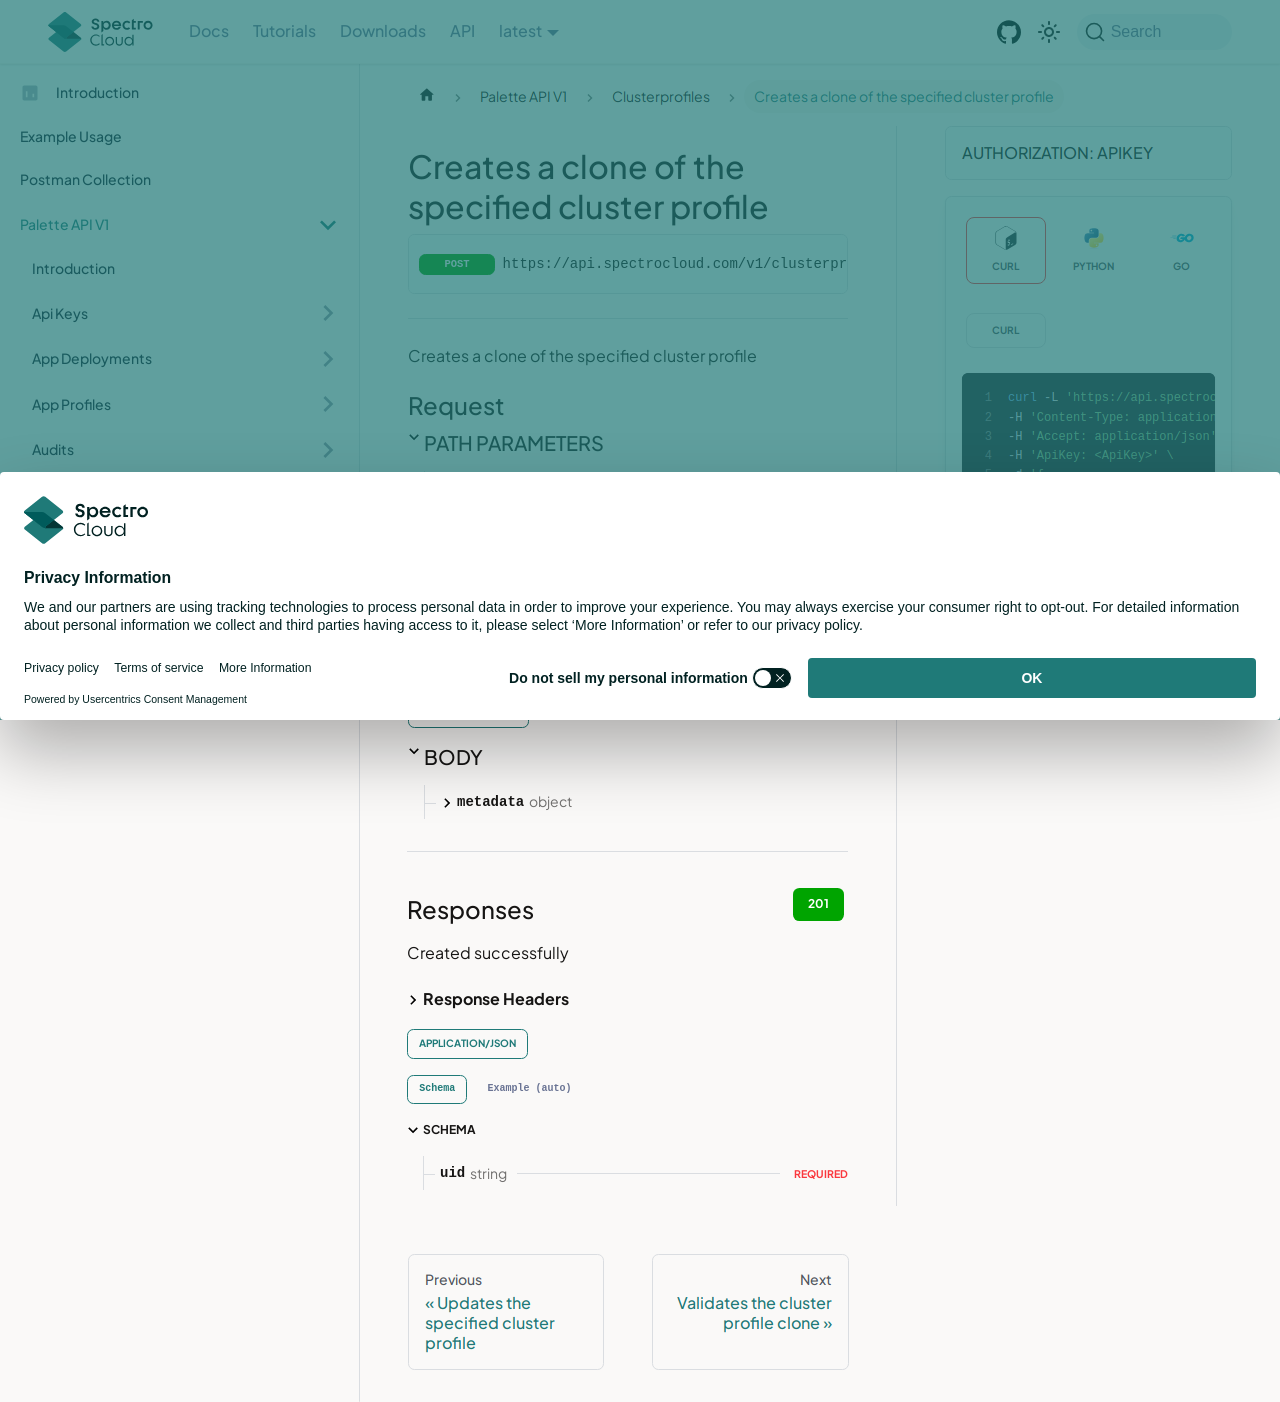 Spectro Cloud
Docs
Tutorials
Downloads
API
latest
Search
Introduction
Example Usage
Postman Collection
Palette API V1
Introduction
Api Keys
App Deployments
App Profiles
Audits
Palette API V1
Clusterprofiles
Creates a clone of the specified cluster profile
Creates a clone of the
specified cluster profile
POST https://api.spectrocloud.com/v1/clusterpr
Creates a clone of the specified cluster profile
Request
PATH PARAMETERS
AUTHORIZATION: APIKEY
CURL
PYTHON
GO
CURL
1 curl -L 'https://api.spectroc
2 -H 'Content-Type: application
3 -H 'Accept: application/json'
4 -H 'ApiKey: <ApiKey>' \
Spectro
Cloud
Privacy Information
We and our partners are using tracking technologies to process personal data in order to improve your experience. You may always exercise your consumer right to opt-out. For detailed information
about personal information we collect and third parties having access to it, please select ‘More Information’ or refer to our privacy policy.
Privacy policy
Terms of service
More Information
Powered by Usercentrics Consent Management
Do not sell my personal information
OK
BODY
metadata object
Responses
201
Created successfully
Response Headers
APPLICATION/JSON
Schema
Example (auto)
SCHEMA
uid string
REQUIRED
Previous
« Updates the
specified cluster
profile
Next
Validates the cluster
profile clone »